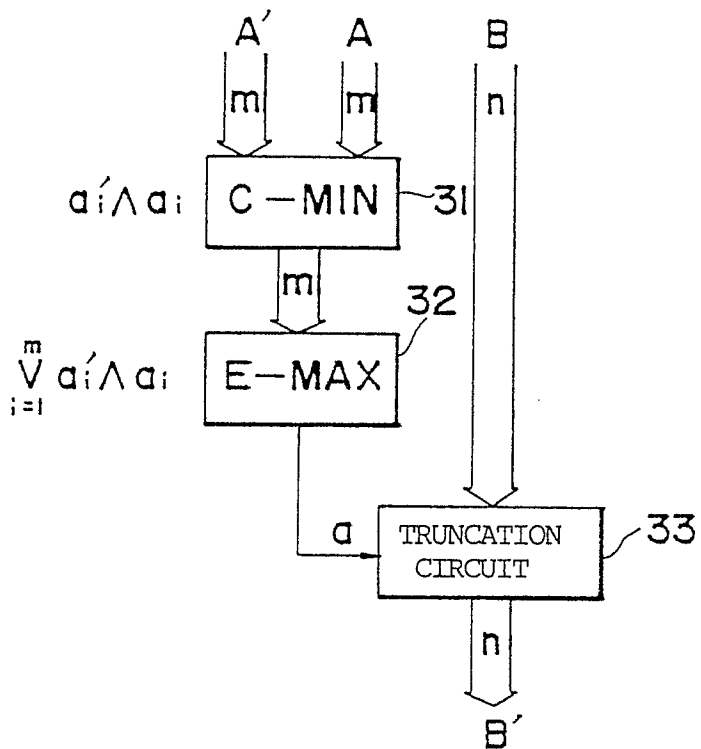 A′ A B
m m n
a′i∧ai C—MIN 31
m
32
m
∨ a′i∧ai E—MAX
i=1
a TRUNCATION 33
CIRCUIT
n
B′